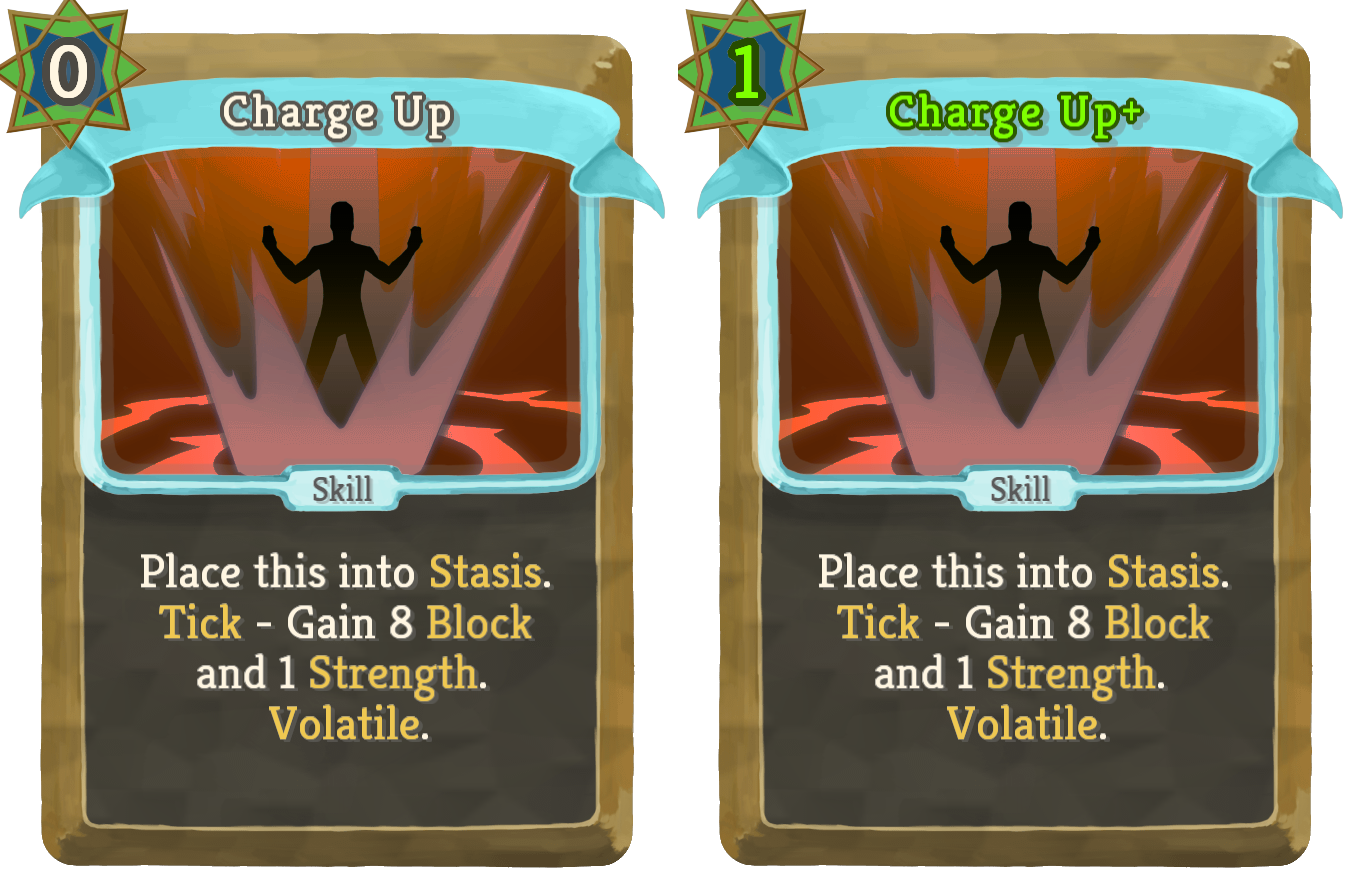 0
Charge Up
Skill
Place this into Stasis.
Tick - Gain 8 Block
and 1 Strength.
Volatile.
1
Charge Up+
Skill
Place this into Stasis.
Tick - Gain 8 Block
and 1 Strength.
Volatile.